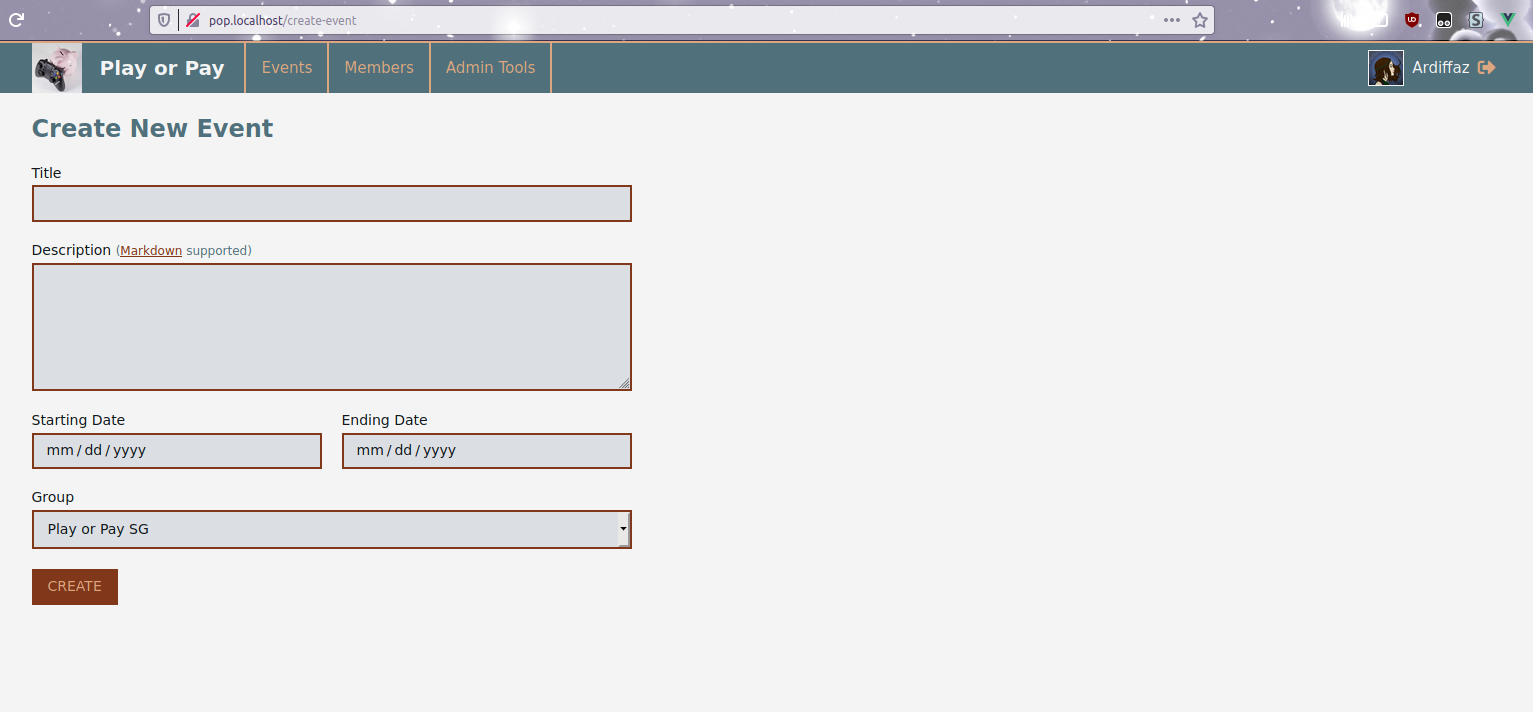 pop.localhost/create-event
Play or Pay Events Members Admin Tools Ardiffaz
Create New Event
Title
Description (Markdown supported)
Starting Date Ending Date
mm / dd / yyyy mm / dd / yyyy
Group
Play or Pay SG
CREATE